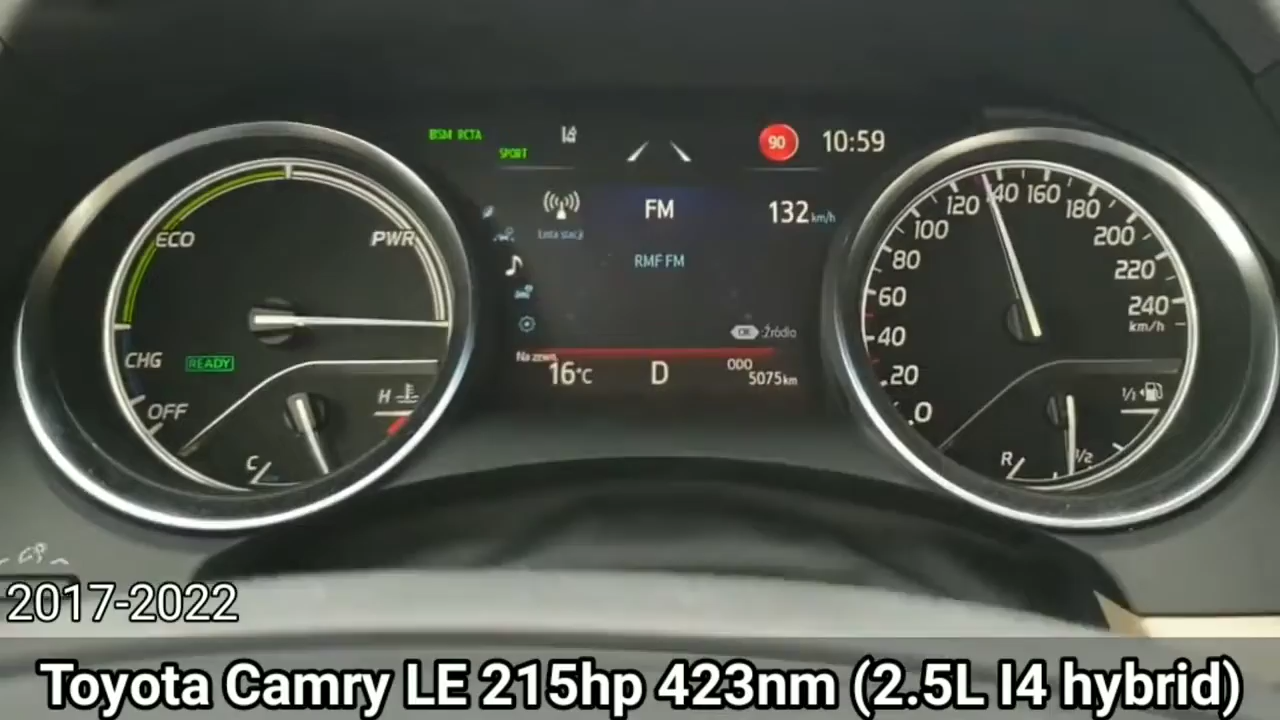 BSM RCTA
SPORT
90
10:59
FM
132 km/h
Lista stacji
RMF FM
OK :Źródło
Na zewn.
16°C
D
000
5075km
ECO
PWR
CHG
READY
OFF
H
C
0
20
40
60
80
100
120
140
160
180
200
220
240
km/h
1/1
R
1/2
2017-2022
Toyota Camry LE 215hp 423nm (2.5L I4 hybrid)